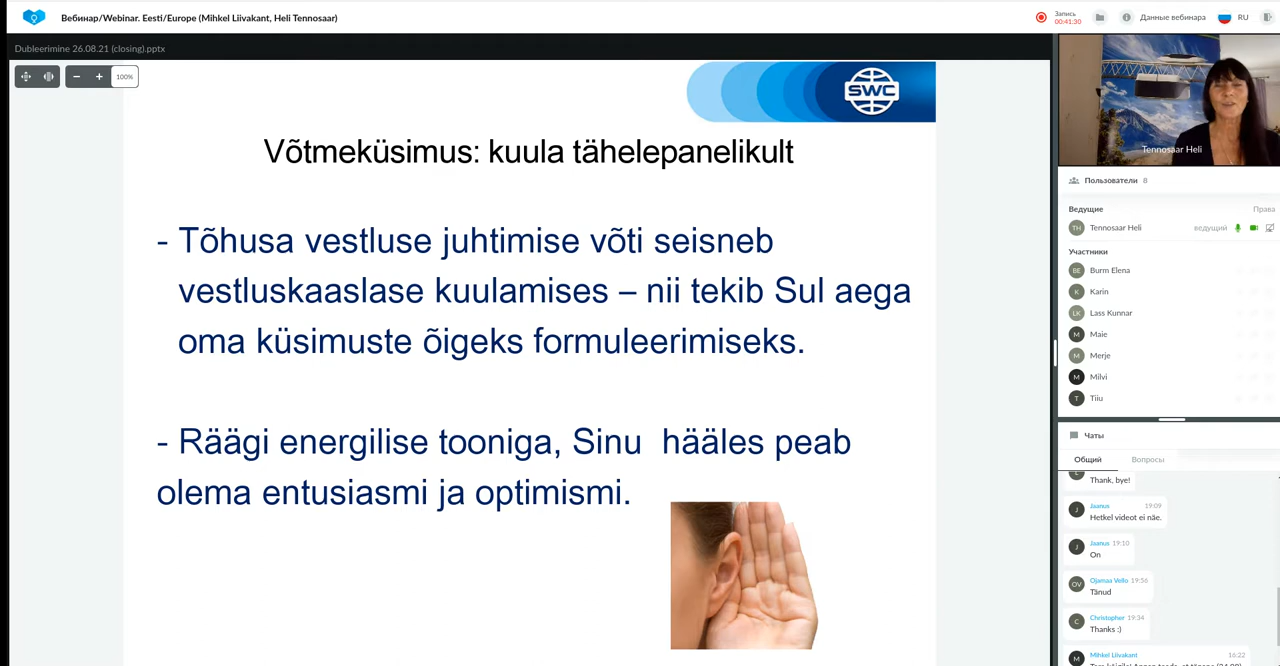 Вебинар/Webinar. Eesti/Europe (Mihkel Liivakant, Heli Tennosaar)
Запись
00:41:30
Данные вебинара
RU
Dubleerimine 26.08.21 (closing).pptx
100%
SWC
Võtmeküsimus: kuula tähelepanelikult
- Tõhusa vestluse juhtimise võti seisneb
vestluskaaslase kuulamises – nii tekib Sul aega
oma küsimuste õigeks formuleerimiseks.
- Räägi energilise tooniga, Sinu hääles peab
olema entusiasmi ja optimismi.
Tennosaar Heli
Пользователи 8
Ведущие Права
TH Tennosaar Heli ведущий
Участники
BE Burm Elena
K Karin
LK Lass Kunnar
M Maie
M Merje
M Milvi
T Tiiu
Чаты
Общий Вопросы
Thank, bye!
Jaanus 19:09
J Hetkel videot ei näe.
Jaanus 19:10
J On
Ojamaa Vello 19:56
OV Tänud
Christopher 19:34
C Thanks :)
Mihkel Liivakant 16:22
M